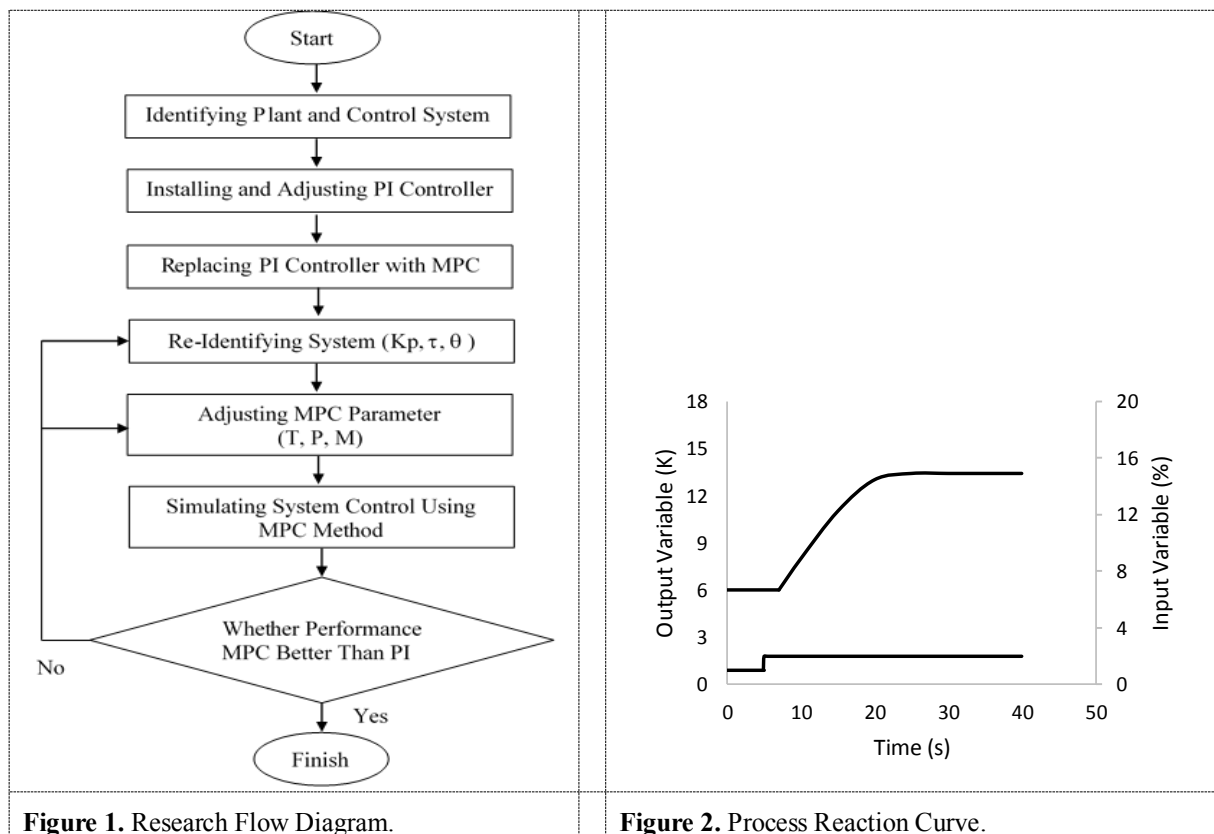 Start
Identifying Plant and Control System
Installing and Adjusting PI Controller
Replacing PI Controller with MPC
Re-Identifying System (Kp, τ, θ )
Adjusting MPC Parameter
(T, P, M)
Simulating System Control Using
MPC Method
Whether Performance
MPC Better Than PI
No
Yes
Finish
Figure 1. Research Flow Diagram.
Output Variable (K)
18
15
12
9
6
3
0
Input Variable (%)
20
16
12
8
4
0
0 10 20 30 40 50
Time (s)
Figure 2. Process Reaction Curve.